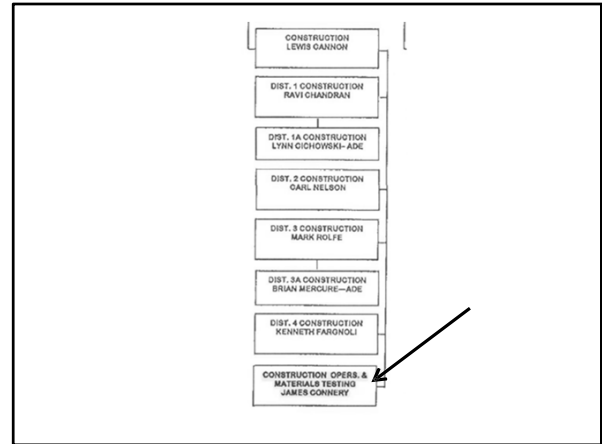 CONSTRUCTION
LEWIS CANNON
DIST. 1 CONSTRUCTION
RAVI CHANDRAN
DIST. 1A CONSTRUCTION
LYNN CICHOWSKI-ADE
DIST. 2 CONSTRUCTION
CARL NELSON
DIST. 3 CONSTRUCTION
MARK ROLFE
DIST. 3A CONSTRUCTION
BRIAN MERCURE—ADE
DIST. 4 CONSTRUCTION
KENNETH FARGNOLI
CONSTRUCTION OPERS. &
MATERIALS TESTING
JAMES CONNERY